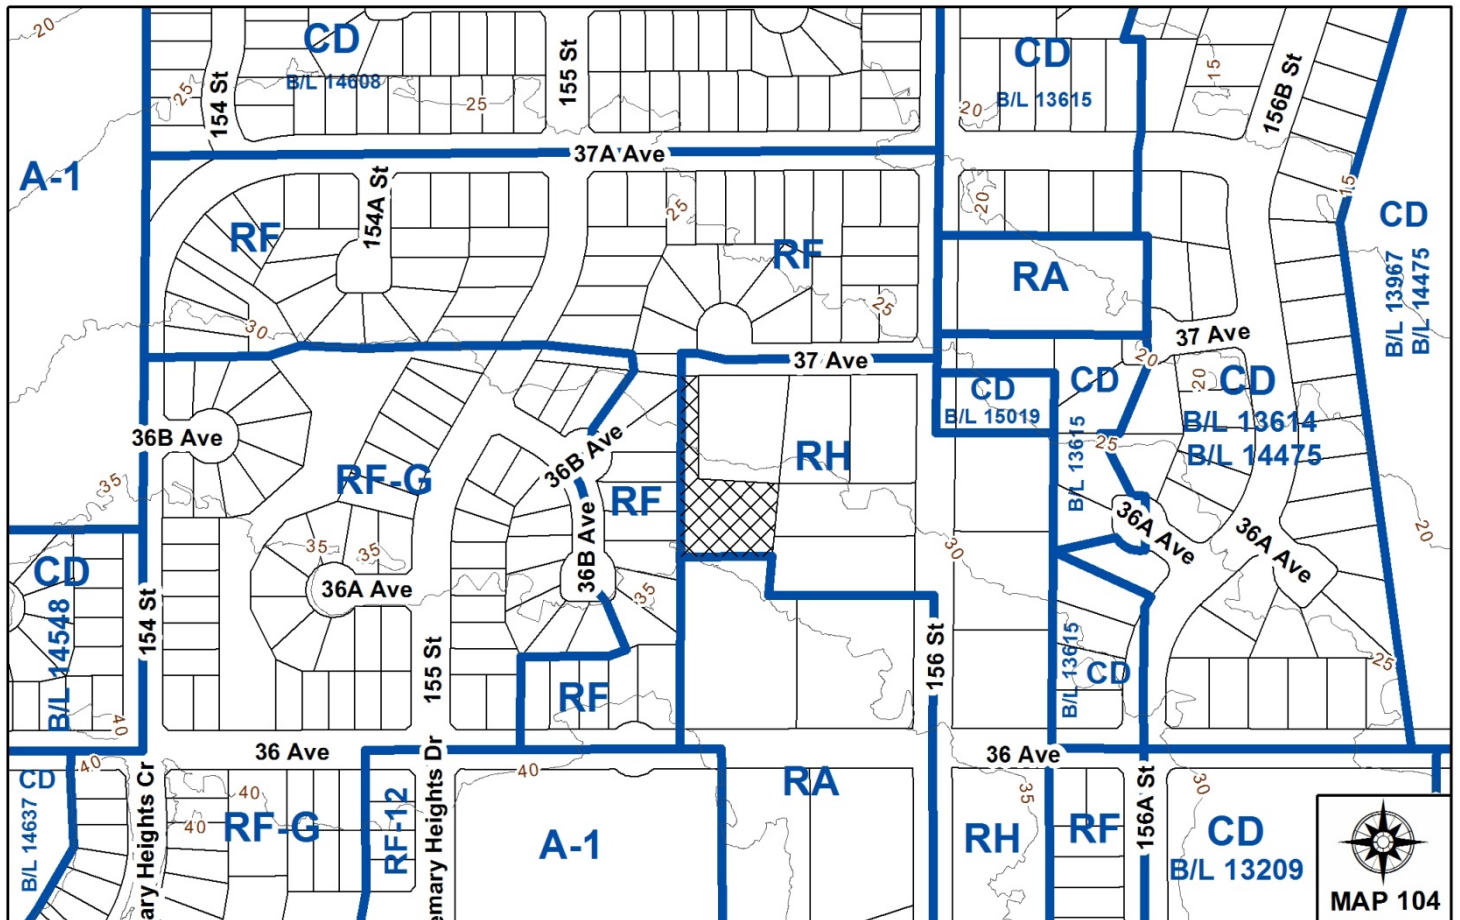 20
CD
B/L 14608
25
25
154 St
155 St
CD
B/L 13615
20
15
156B St
A-1
37A Ave
154A St
RF
25
RF
20
15
CD
B/L 13967
B/L 14475
RA
30
25
37 Ave
37 Ave
20
CD
B/L 15019
CD
B/L 13615
20
CD
B/L 13614
B/L 14475
25
36B Ave
36B Ave
RH
35
RF-G
RF
36B Ave
36A Ave
36A Ave
20
35
35
30
CD
B/L 14548
154 St
36A Ave
35
155 St
156 St
B/L 13615
CD
25
RF
40
36 Ave
36 Ave
40
40
CD
B/L 14637
40
40
RF-G
RF-12
emary Heights Dr
ary Heights Cr
A-1
RA
RH
35
RF
156A St
30
CD
B/L 13209
MAP 104